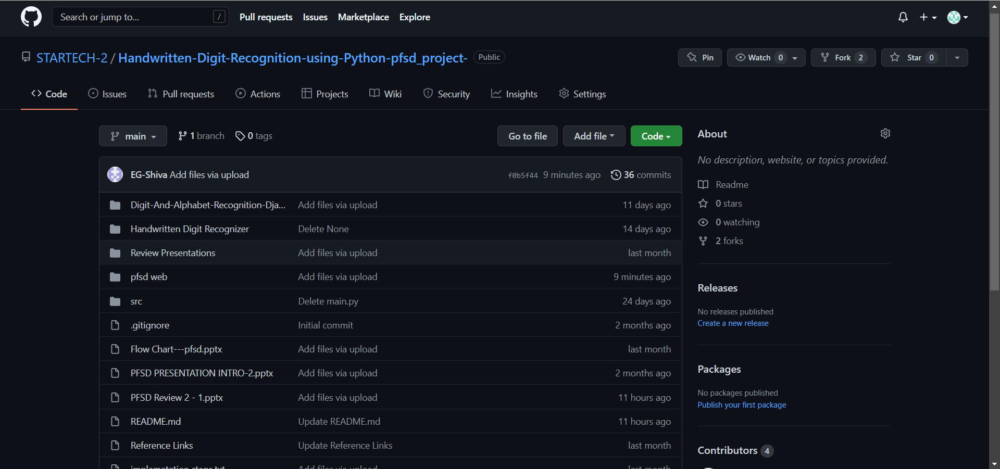 Search or jump to... /
Pull requests Issues Marketplace Explore
STARTECH-2 / Handwritten-Digit-Recognition-using-Python-pfsd_project- Public
Pin Watch 0 Fork 2 Star 0
Code Issues Pull requests Actions Projects Wiki Security Insights Settings
main 1 branch 0 tags Go to file Add file Code
EG-Shiva Add files via upload f0b5f44 9 minutes ago 36 commits
Digit-And-Alphabet-Recognition-Dja... Add files via upload 11 days ago
Handwritten Digit Recognizer Delete None 14 days ago
Review Presentations Add files via upload last month
pfsd web Add files via upload 9 minutes ago
src Delete main.py 24 days ago
.gitignore Initial commit 2 months ago
Flow Chart---pfsd.pptx Add files via upload last month
PFSD PRESENTATION INTRO-2.pptx Add files via upload 2 months ago
PFSD Review 2 - 1.pptx Add files via upload 11 hours ago
README.md Update README.md 11 hours ago
Reference Links Update Reference Links last month
implematation steps.txt Add files via upload last month
About
No description, website, or topics provided.
Readme
0 stars
0 watching
2 forks
Releases
No releases published
Create a new release
Packages
No packages published
Publish your first package
Contributors 4